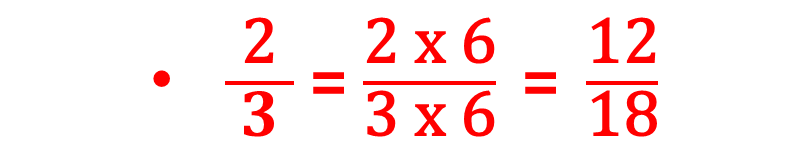 • 2/3 = 2 x 6/3 x 6 = 12/18